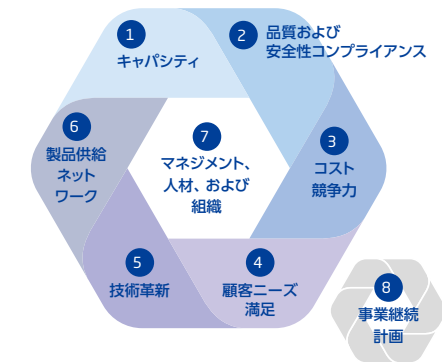 1
キャパシティ
2
品質および
安全性コンプライアンス
3
コスト
競争力
4
顧客ニーズ
満足
5
技術革新
6
製品供給
ネット
ワーク
7
マネジメント、
人材、および
組織
8
事業継続
計画